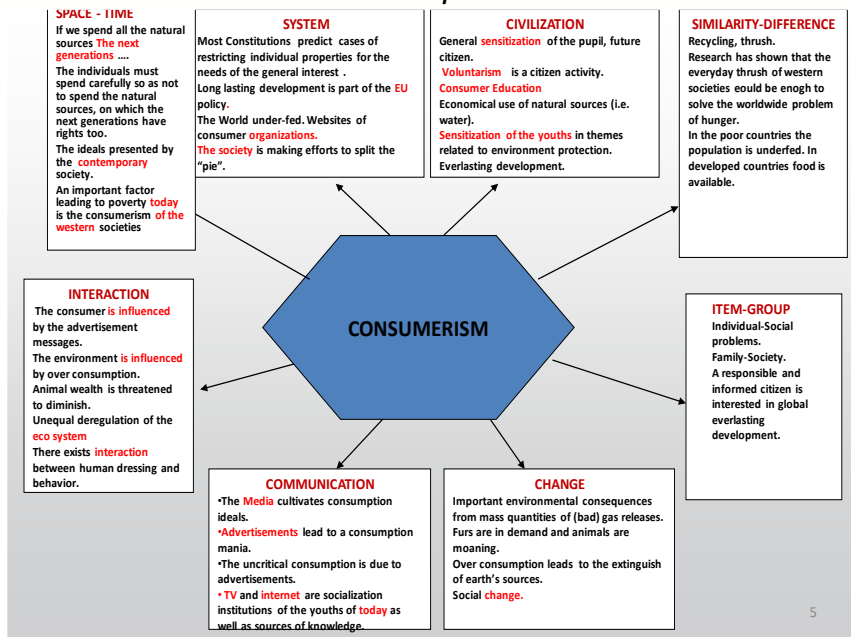 SPACE - TIME
If we spend all the natural
sources The next
generations ....
The individuals must
spend carefully so as not
to spend the natural
sources, on which the
next generations have
rights too.
The ideals presented by
the contemporary
society.
An important factor
leading to poverty today
is the consumerism of the
western societies
SYSTEM
Most Constitutions predict cases of
restricting individual properties for the
needs of the general interest .
Long lasting development is part of the EU
policy.
The World under-fed. Websites of
consumer organizations.
The society is making efforts to split the
“pie”.
CIVILIZATION
General sensitization of the pupil, future
citizen.
Voluntarism is a citizen activity.
Consumer Education
Economical use of natural sources (i.e.
water).
Sensitization of the youths in themes
related to environment protection.
Everlasting development.
SIMILARITY-DIFFERENCE
Recycling, thrush.
Research has shown that the
everyday thrush of western
societies eould be enogh to
solve the worldwide problem
of hunger.
In the poor countries the
population is underfed. In
developed countries food is
available.
CONSUMERISM
INTERACTION
The consumer is influenced
by the advertisement
messages.
The environment is influenced
by over consumption.
Animal wealth is threatened
to diminish.
Unequal deregulation of the
eco system
There exists interaction
between human dressing and
behavior.
ITEM-GROUP
Individual-Social
problems.
Family-Society.
A responsible and
informed citizen is
interested in global
everlasting
development.
COMMUNICATION
•The Media cultivates consumption
ideals.
•Advertisements lead to a consumption
mania.
•The uncritical consumption is due to
advertisements.
• TV and internet are socialization
institutions of the youths of today as
well as sources of knowledge.
CHANGE
Important environmental consequences
from mass quantities of (bad) gas releases.
Furs are in demand and animals are
moaning.
Over consumption leads to the extinguish
of earth’s sources.
Social change.
5